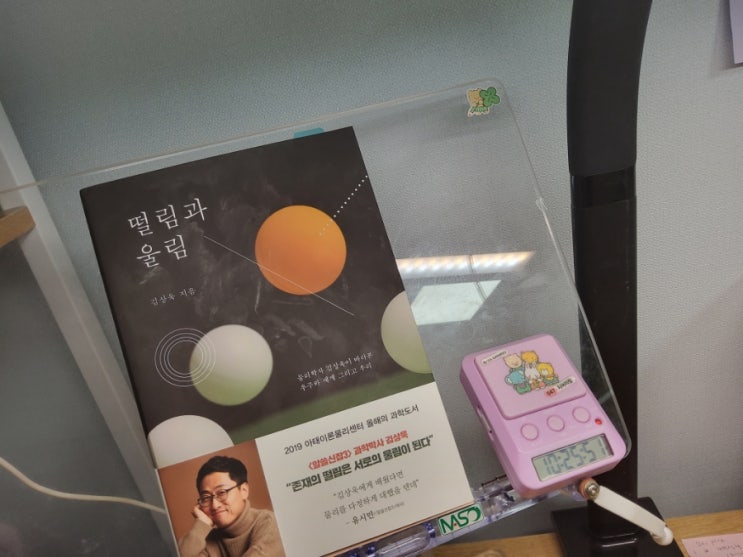 떨림과
울림
김상욱 지음
물리학자 김상욱이 바라본
우주와 세계 그리고 우리
2019 아태이론물리센터 올해의 과학도서
<알쓸신잡3> 과학박사 김상욱
“존재의 떨림은 서로의 울림이 된다”
“김상욱에게 배웠다면
물리를 다정하게 대했을 텐데”
- 유시민
10:25:51
NASO